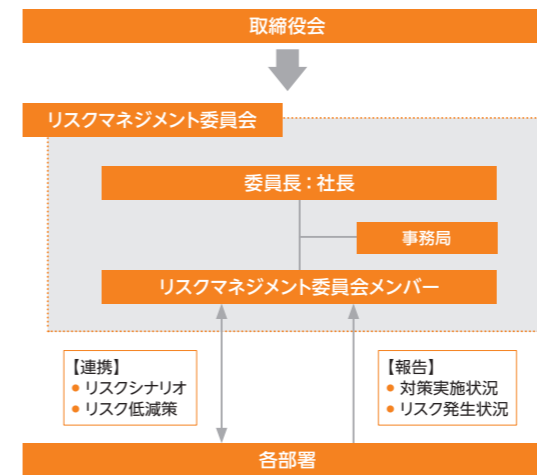 取締役会
リスクマネジメント委員会
委員長：社長
事務局
リスクマネジメント委員会メンバー
【連携】
● リスクシナリオ
● リスク低減策
【報告】
● 対策実施状況
● リスク発生状況
各部署